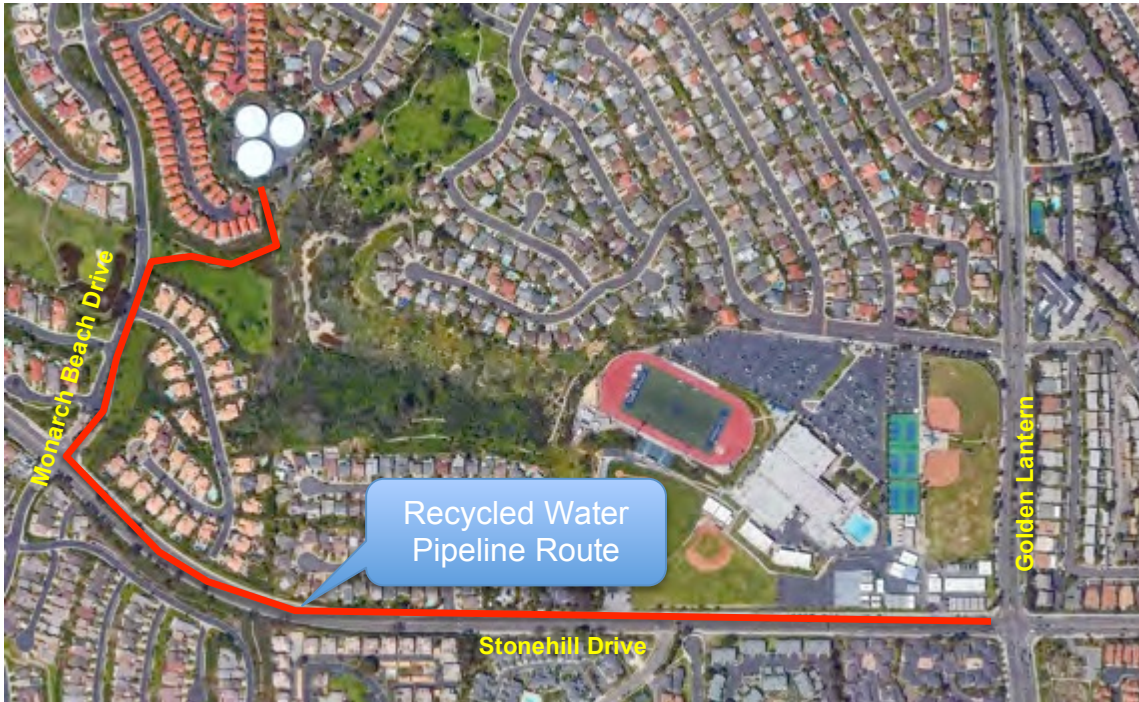 Monarch Beach Drive
Recycled Water
Pipeline Route
Golden Lantern
Stonehill Drive